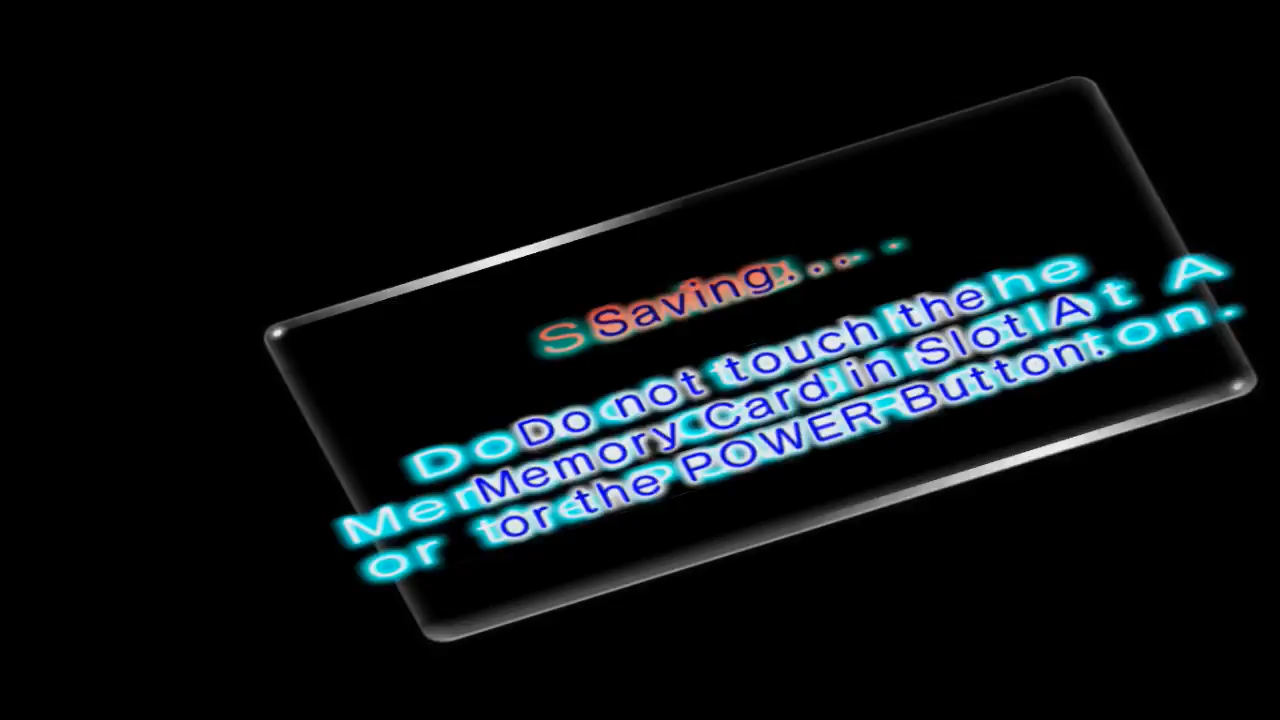 Saving....
Do not touch the
Memory Card in Slot A
or the POWER Button.